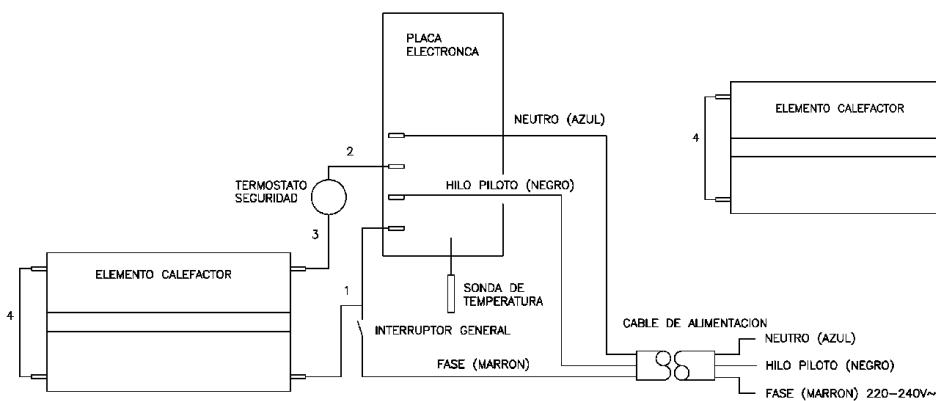 PLACA
ELECTRONCA
NEUTRO (AZUL)
ELEMENTO CALEFACTOR
4
2
TERMOSTATO
SEGURIDAD
HILO PILOTO (NEGRO)
3
ELEMENTO CALEFACTOR
4
1
SONDA DE
TEMPERATURA
INTERRUPTOR GENERAL
CABLE DE ALIMENTACION
NEUTRO (AZUL)
FASE (MARRON)
HILO PILOTO (NEGRO)
FASE (MARRON) 220-240V~